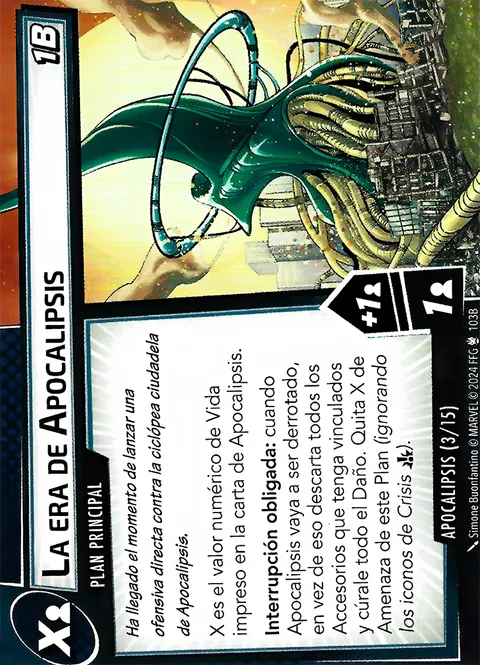 X
LA ERA DE APOCALIPSIS
1B
PLAN PRINCIPAL
Ha llegado el momento de lanzar una
ofensiva directa contra la ciclópea ciudadela
de Apocalipsis.
X es el valor numérico de Vida
impreso en la carta de Apocalipsis.
Interrupción obligada: cuando
Apocalipsis vaya a ser derrotado,
en vez de eso descarta todos los
Accesorios que tenga vinculados
y cúrale todo el Daño. Quita X de
Amenaza de este Plan (ignorando
los iconos de Crisis).
+1
1
APOCALIPSIS (3/15)
Simone Buonfantino © MARVEL © 2024 FFG 103B